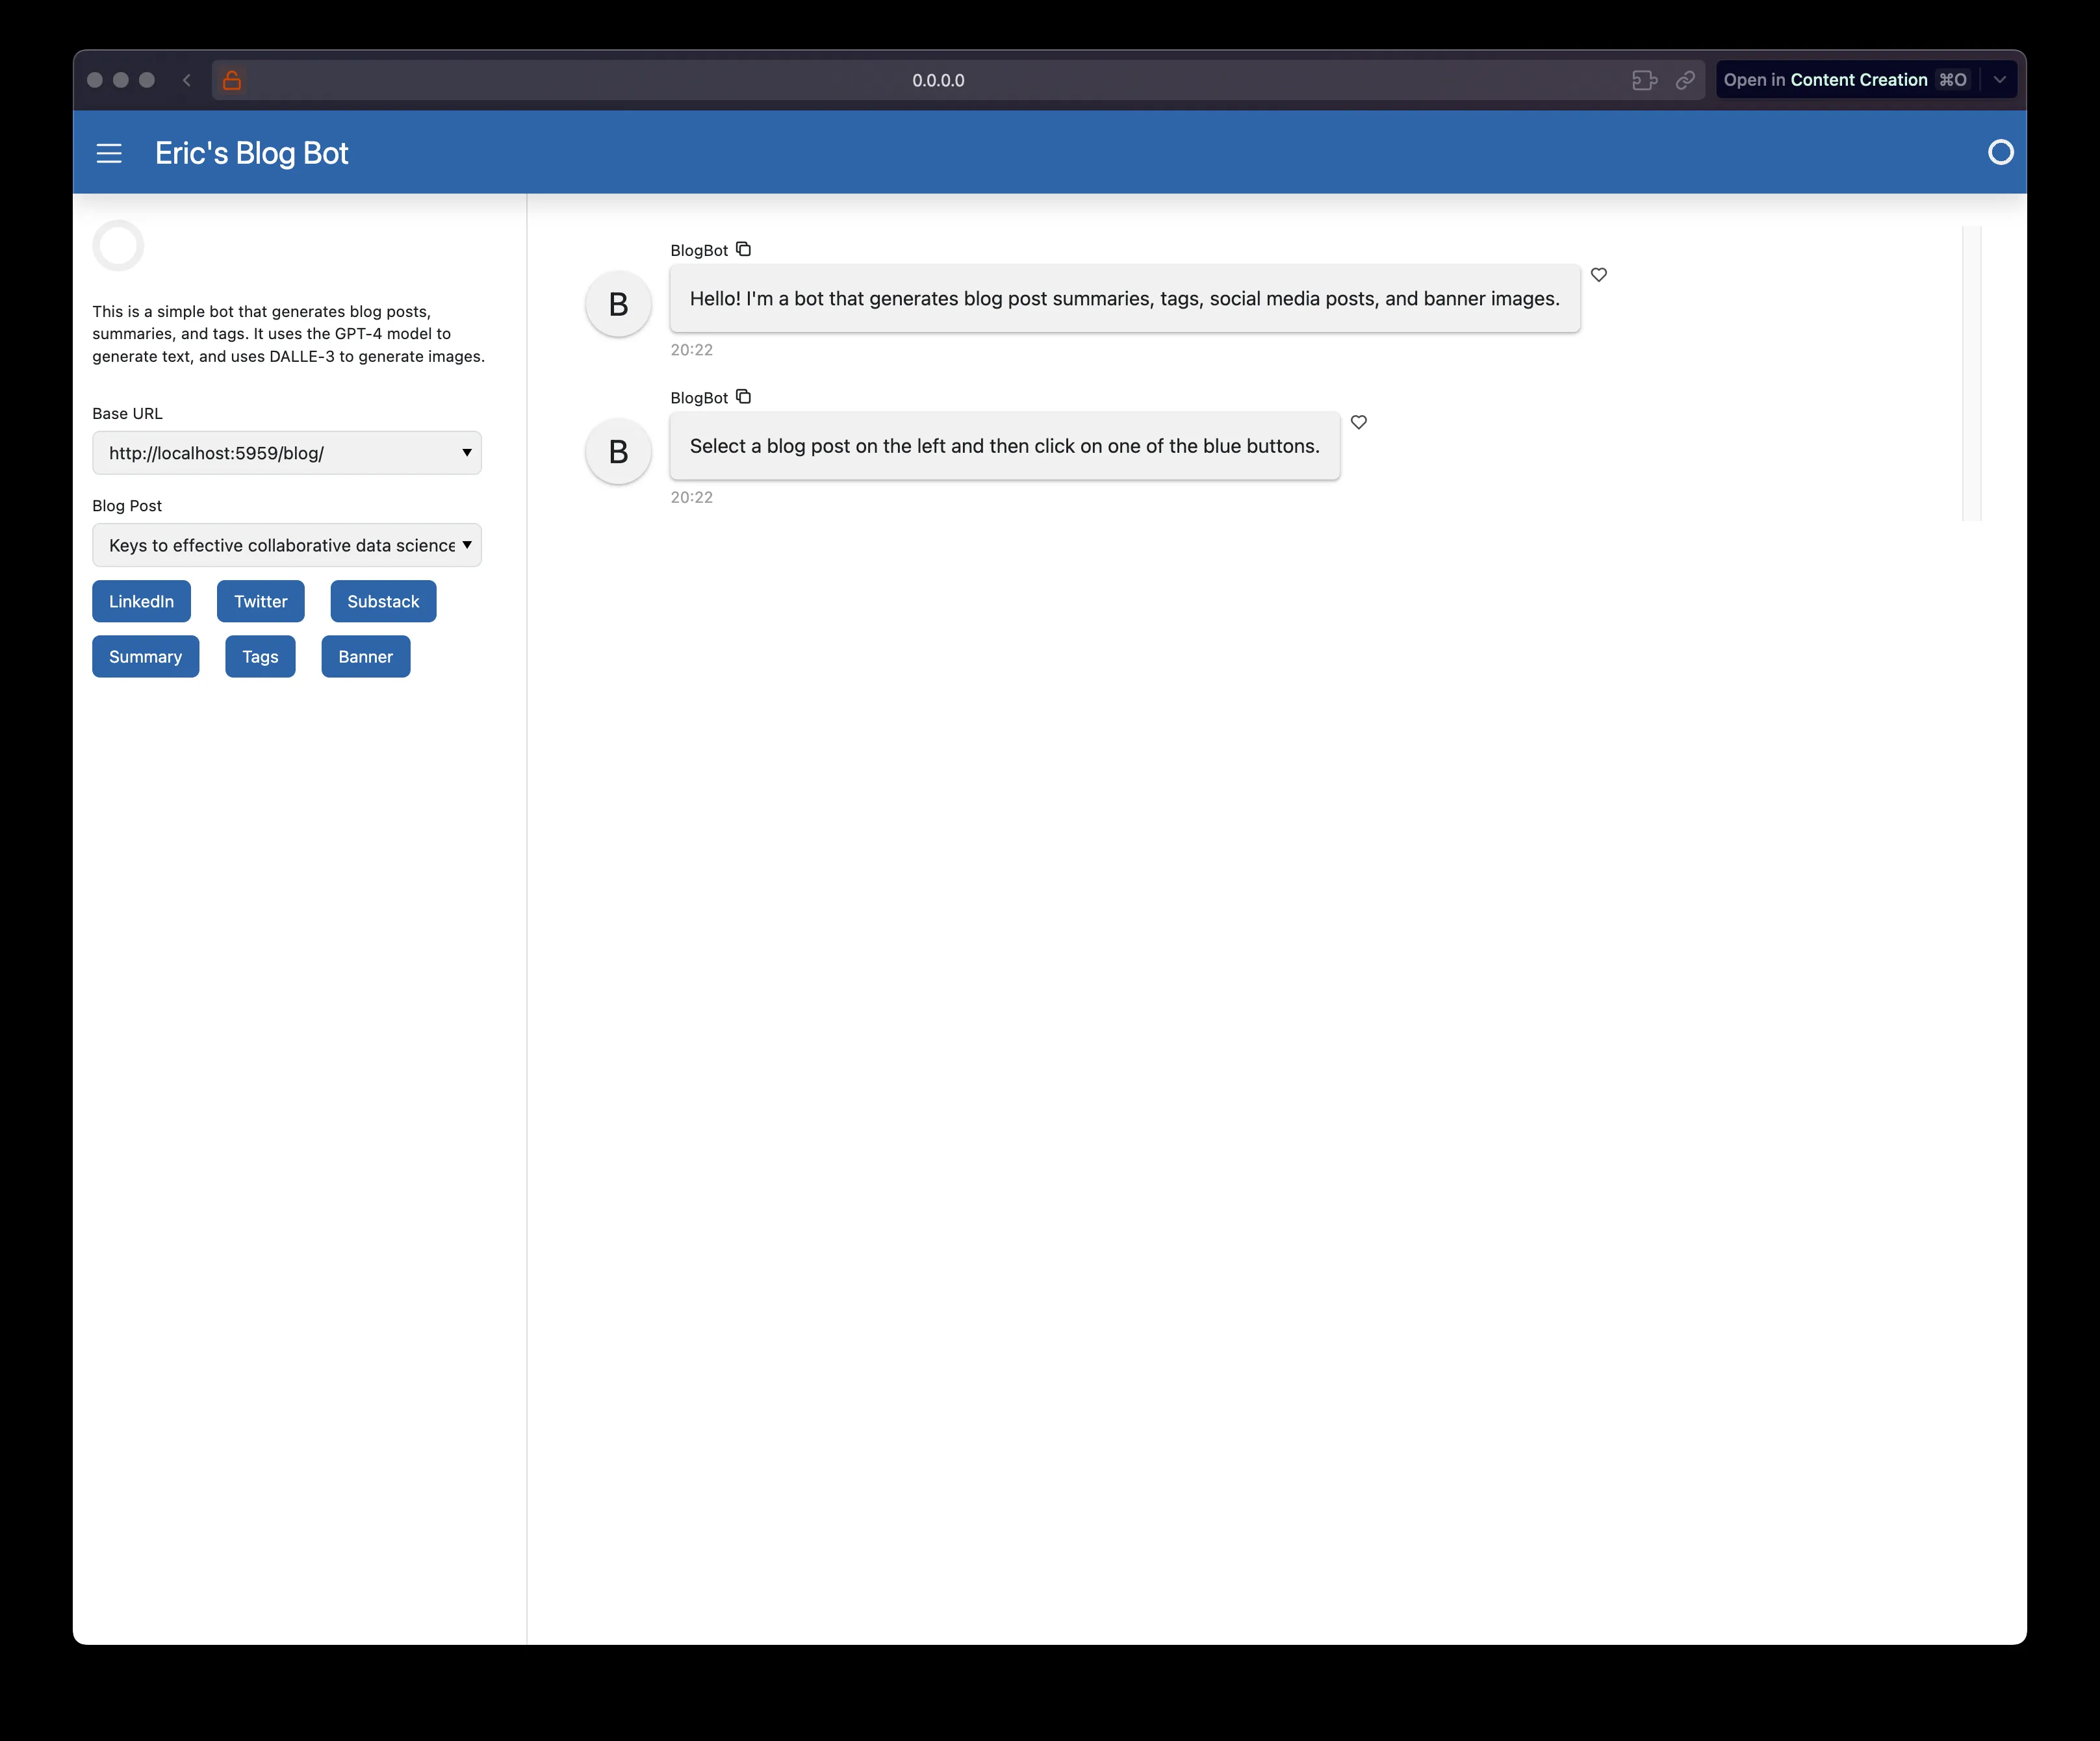 0.0.0.0
Open in Content Creation ⌘O
Eric's Blog Bot
This is a simple bot that generates blog posts,
summaries, and tags. It uses the GPT-4 model to
generate text, and uses DALLE-3 to generate images.
Base URL
http://localhost:5959/blog/
Blog Post
Keys to effective collaborative data science
LinkedIn Twitter Substack
Summary Tags Banner
BlogBot
B
Hello! I'm a bot that generates blog post summaries, tags, social media posts, and banner images.
20:22
BlogBot
B
Select a blog post on the left and then click on one of the blue buttons.
20:22